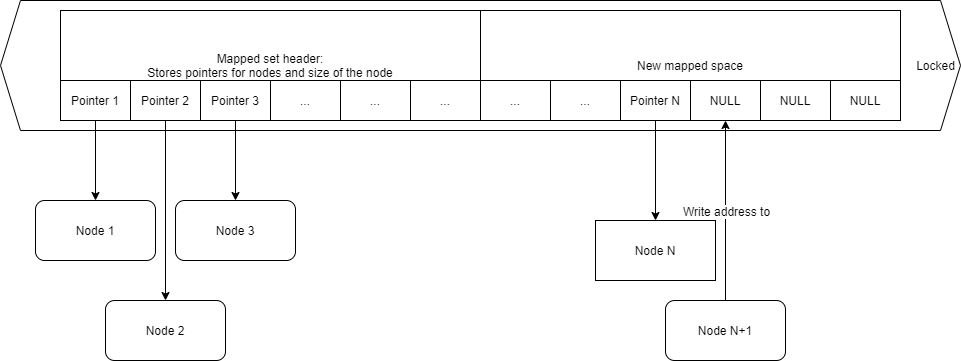 Mapped set header:
Stores pointers for nodes and size of the node
New mapped space
Locked
Pointer 1
Pointer 2
Pointer 3
...
...
...
...
...
Pointer N
NULL
NULL
NULL
Write address to
Node 1
Node 3
Node N
Node 2
Node N+1